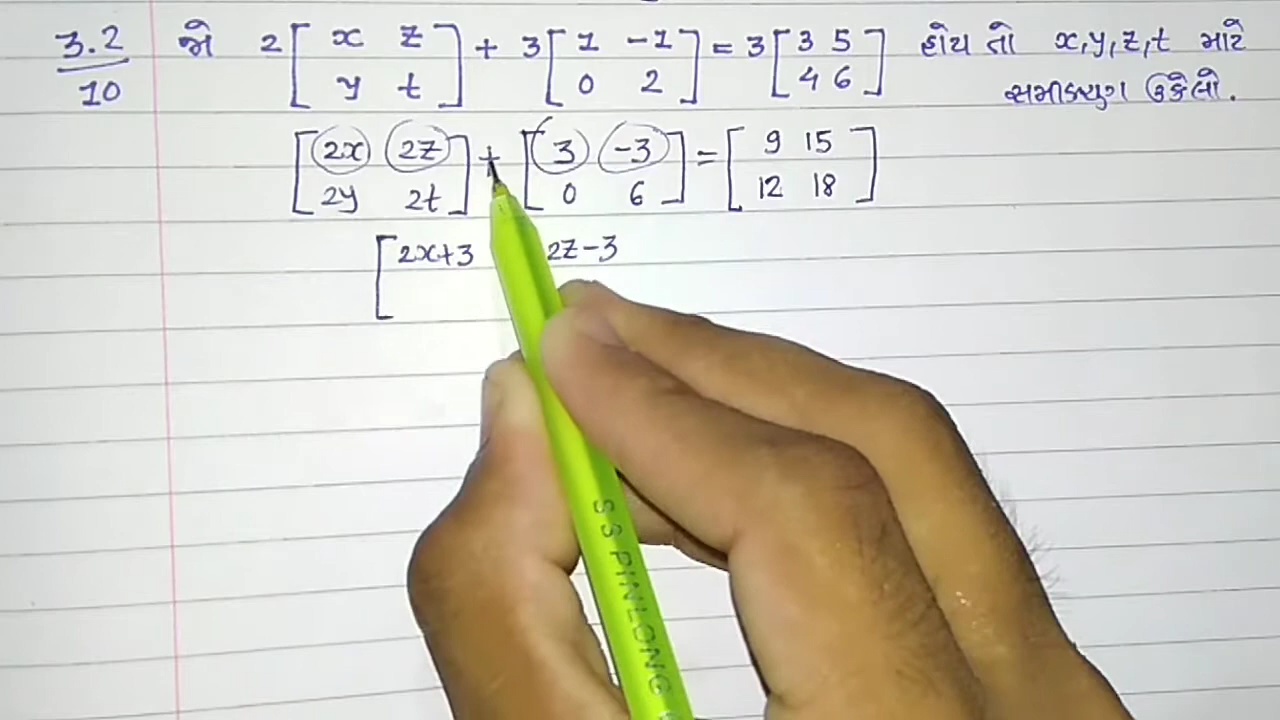 3.2 જો 2[ x z ] + 3[ 1 -1 ] = 3[ 3 5 ] હોય તો x,y,z,t માટે
10 [ y t ] [ 0 2 ] [ 4 6 ] સમીકરણ ઉકેલો.
[ 2x 2z ] + [ 3 -3 ] = [ 9 15 ]
[ 2y 2t ] [ 0 6 ] [ 12 18 ]
[ 2x+3 2z-3
SS PINLONG